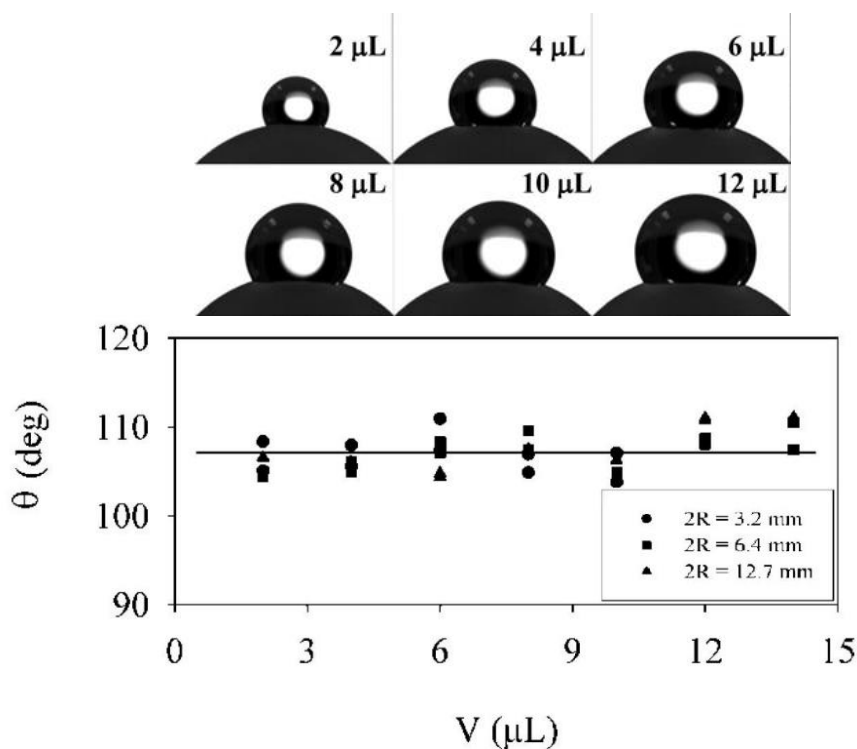 2 μL
4 μL
6 μL
8 μL
10 μL
12 μL
120
110
100
90
θ (deg)
2R = 3.2 mm
2R = 6.4 mm
2R = 12.7 mm
0 3 6 9 12 15
V (μL)